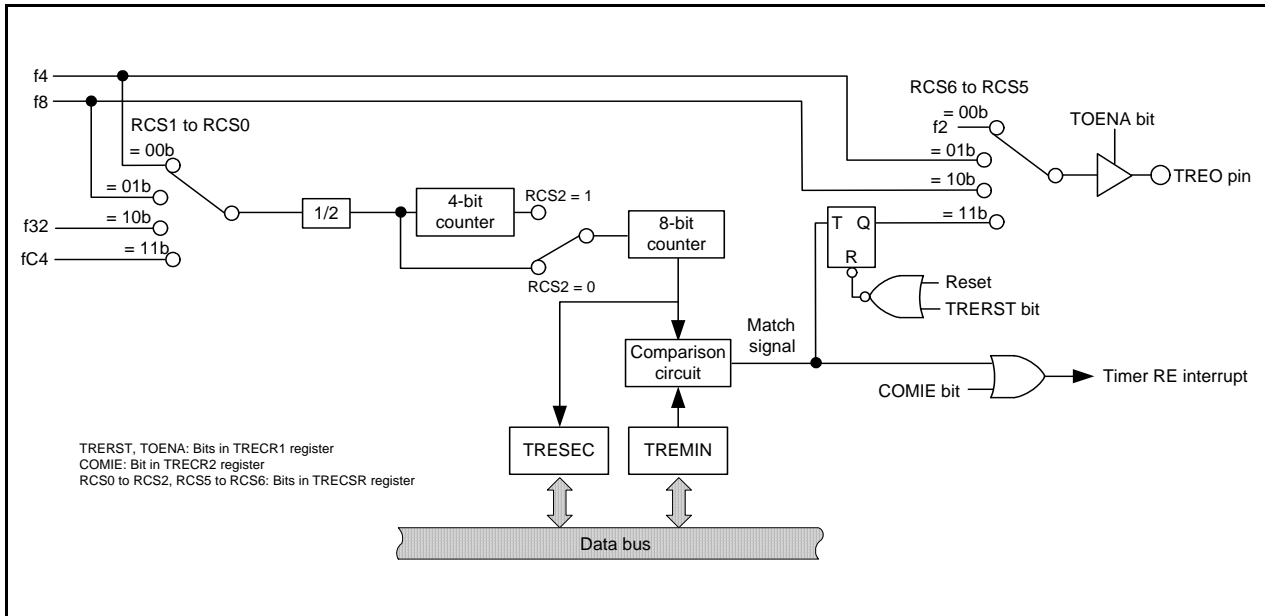 f4
f8
RCS1 to RCS0
= 00b
= 01b
= 10b
f32
= 11b
fC4
1/2
4-bit
counter
RCS2 = 1
RCS2 = 0
8-bit
counter
RCS6 to RCS5
= 00b
f2
= 01b
= 10b
= 11b
TOENA bit
TREO pin
T Q
R
Reset
TRERST bit
Match
signal
Comparison
circuit
COMIE bit
Timer RE interrupt
TRESEC
TREMIN
TRERST, TOENA: Bits in TRECR1 register
COMIE: Bit in TRECR2 register
RCS0 to RCS2, RCS5 to RCS6: Bits in TRECSR register
Data bus